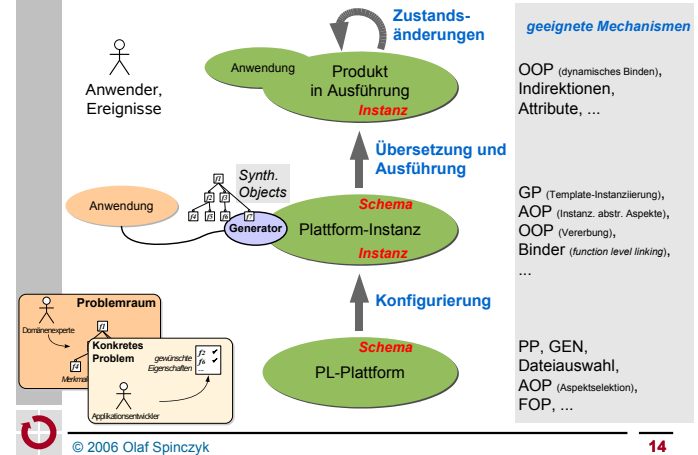 Zustands-
änderungen
geeignete Mechanismen
Anwendung
Produkt
in Ausführung
Instanz
Anwender,
Ereignisse
OOP (dynamisches Binden),
Indirektionen,
Attribute, ...
Übersetzung und
Ausführung
Synth.
Objects
f1
f2 f3
f4 f5 f6 f7
Generator
Anwendung
Schema
Plattform-Instanz
Instanz
GP (Template-Instanziierung),
AOP (Instanz. abstr. Aspekte),
OOP (Vererbung),
Binder (function level linking),
...
Konfigurierung
Problemraum
Domänenexperte
f1
f4
Merkmal
Konkretes
Problem
gewünschte
Eigenschaften
f2 ✔
f6 ✔
...
Applikationsentwickler
Schema
PL-Plattform
PP, GEN,
Dateiauswahl,
AOP (Aspektselektion),
FOP, ...
© 2006 Olaf Spinczyk
14